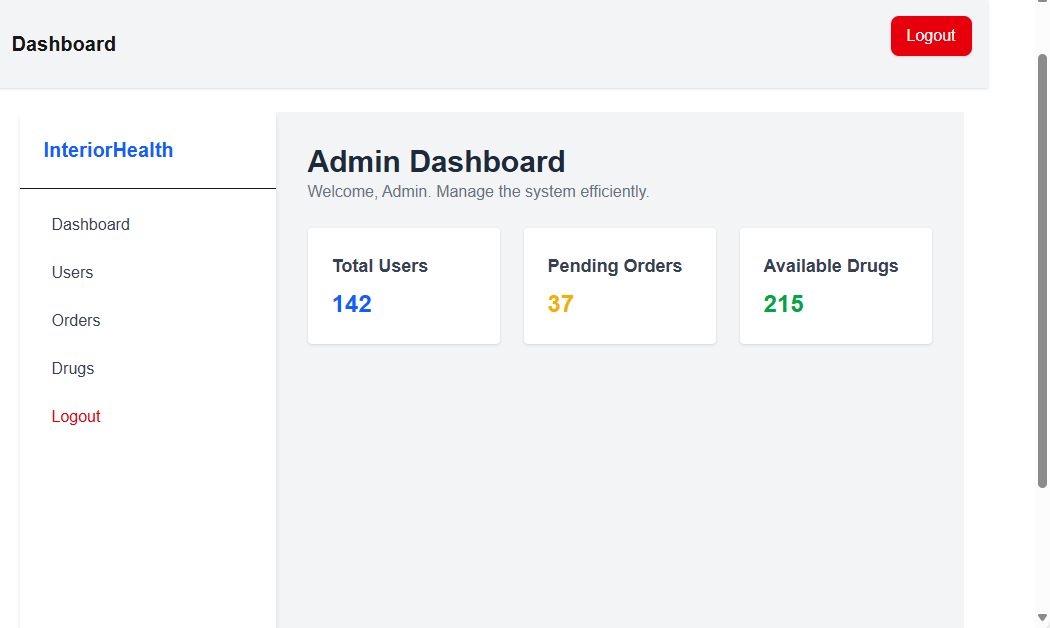 Dashboard
Logout
InteriorHealth
Dashboard
Users
Orders
Drugs
Logout
Admin Dashboard
Welcome, Admin. Manage the system efficiently.
Total Users
142
Pending Orders
37
Available Drugs
215